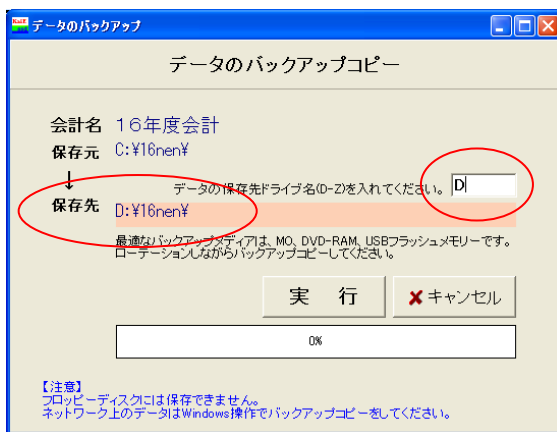 データのバックアップ
データのバックアップコピー
会計名 16年度会計
保存元 C:¥16nen¥
↓
データの保存先ドライブ名(D-Z)を入れてください。 D
保存先 D:¥16nen¥
最適なバックアップメディアは、MO、DVD-RAM、USBフラッシュメモリーです。
ローテーションしながらバックアップコピーしてください。
実 行 キャンセル
0%
【注意】
フロッピーディスクには保存できません。
ネットワーク上のデータはWindows操作でバックアップコピーをしてください。